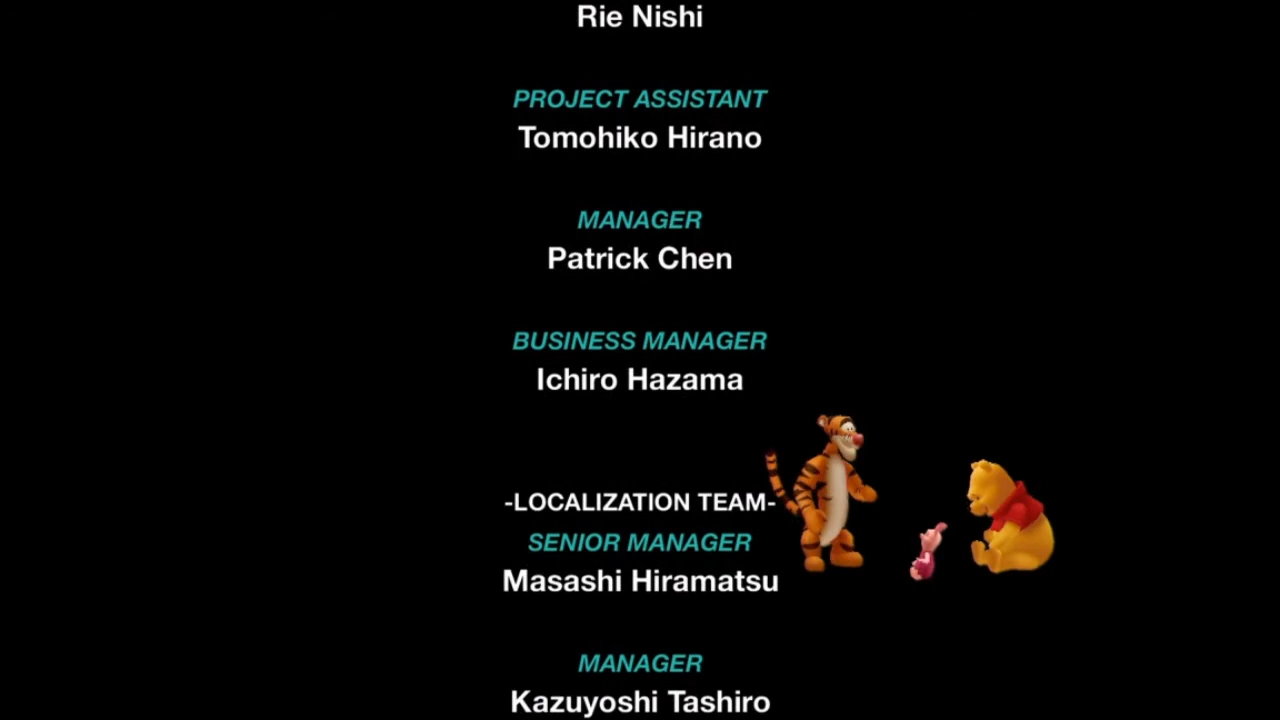 Rie Nishi
PROJECT ASSISTANT
Tomohiko Hirano
MANAGER
Patrick Chen
BUSINESS MANAGER
Ichiro Hazama
-LOCALIZATION TEAM-
SENIOR MANAGER
Masashi Hiramatsu
MANAGER
Kazuyoshi Tashiro